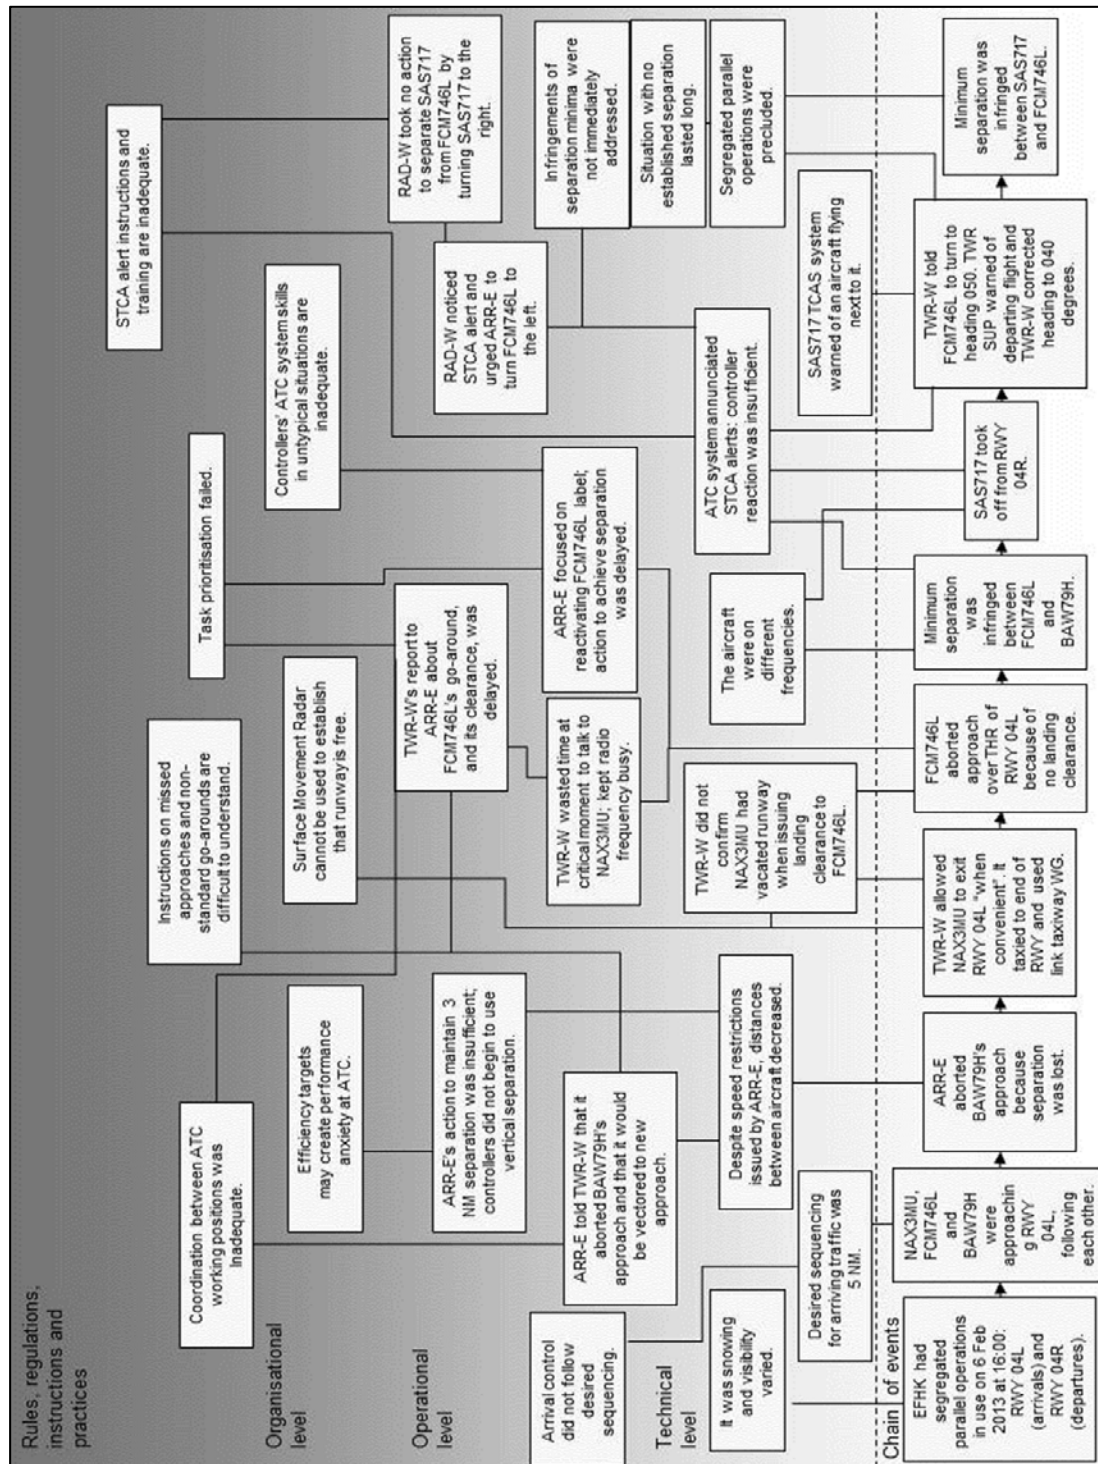 Rules, regulations,
instructions and
practices
STCA alert instructions and
training are inadequate.
Task prioritisation failed.
Instructions on missed
approaches and non-
standard go-arounds are
difficult to understand.
Coordination between ATC
working positions was
Inadequate.
Organisational
level
Controllers' ATC system skills
in untypical situations are
inadequate.
Surface Movement Radar
cannot be used to establish
that runway is free.
Efficiency targets
may create performance
anxiety at ATC.
Operational
level
RAD-W took no action
to separate SAS717
from FCM746L by
turning SAS717 to the
right.
RAD-W noticed
STCA alert and
urged ARR-E to
turn FCM746L to
the left.
TWR-W's report to
ARR-E about
FCM746L's go-around,
and its clearance, was
delayed.
ARR-E's action to maintain 3
NM separation was insufficient;
controllers did not begin to use
vertical separation.
Arrival control
did not follow
desired
sequencing.
ARR-E told TWR-W that it
aborted BAW79H's
approach and that it would
be vectored to new
approach.
TWR-W wasted time at
critical moment to talk to
NAX3MU; kept radio
frequency busy.
ARR-E focused on
reactivating FCM746L label;
action to achieve separation
was delayed.
Infringements of
separation minima were
not immediately
addressed.
Situation with no
established separation
lasted long.
Segregated parallel
operations were
precluded.
Technical
level
It was snowing
and visibility
varied.
Desired sequencing
for arriving traffic was
5 NM.
Despite speed restrictions
issued by ARR-E, distances
between aircraft decreased.
TWR-W did not
confirm
NAX3MU had
vacated runway
when issuing
landing
clearance to
FCM746L.
The aircraft
were on
different
frequencies.
ATC system annunciated
STCA alerts: controller
reaction was insufficient.
SAS717 TCAS system
warned of an aircraft flying
next to it.
Chain of events
EFHK had
segregated
parallel operations
in use on 6 Feb
2013 at 16:00:
RWY 04L
(arrivals) and
RWY 04R
(departures).
NAX3MU,
FCM746L
and
BAW79H
were
approachin
g RWY
04L,
following
each other.
ARR-E
aborted
BAW79H's
approach
because
separation
was lost.
TWR-W allowed
NAX3MU to exit
RWY 04L "when
convenient". It
taxied to end of
RWY and used
link taxiway WG.
FCM746L
aborted
approach
over THR of
RWY 04L
because of
no landing
clearance.
Minimum
separation
was
infringed
between
FCM746L
and
BAW79H.
SAS717 took
off from RWY
04R.
TWR-W told
FCM746L to turn to
heading 050. TWR
SUP warned of
departing flight and
TWR-W corrected
heading to 040
degrees.
Minimum
separation was
infringed
between SAS717
and FCM746L.